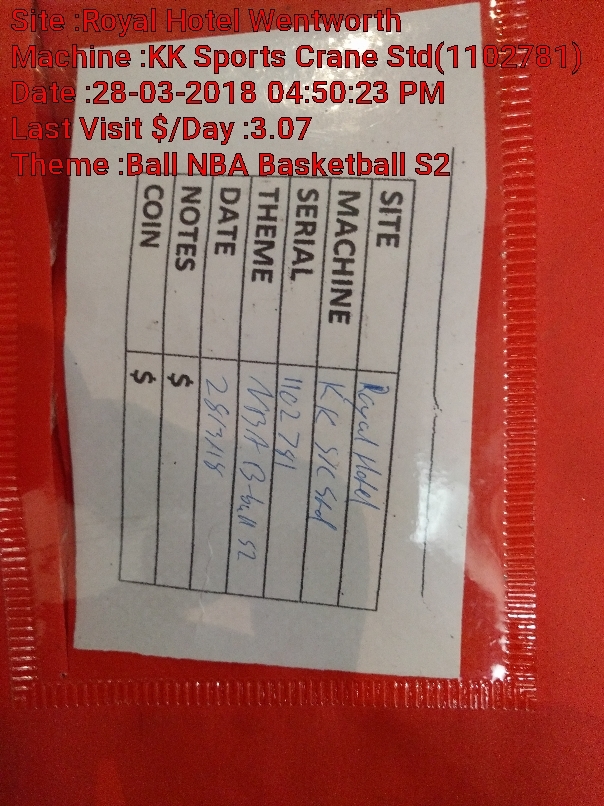 Site :Royal Hotel Wentworth
Machine :KK Sports Crane Std(1102781)
Date :28-03-2018 04:50:23 PM
Last Visit $/Day :3.07
Theme :Ball NBA Basketball S2
SITE Royal Hotel
MACHINE KK S/C Std
SERIAL 1102781
THEME NBA B-ball S2
DATE 28/3/18
NOTES $
COIN $